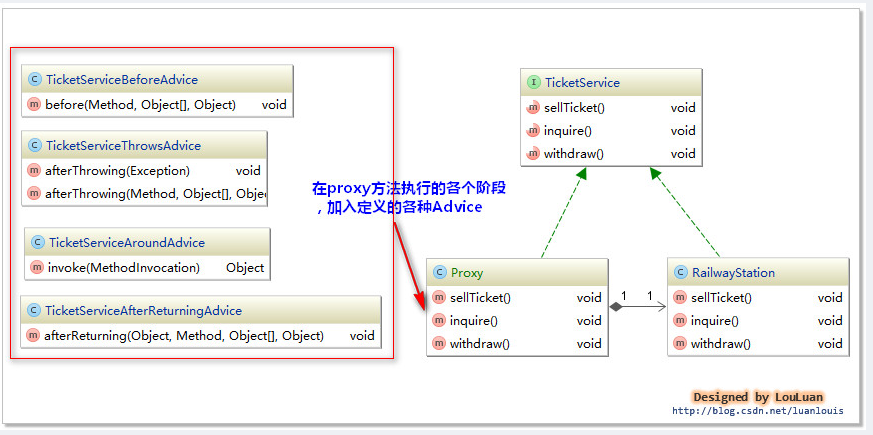 TicketServiceBeforeAdvice
before(Method, Object[], Object) void
TicketServiceThrowsAdvice
afterThrowing(Exception) void
afterThrowing(Method, Object[], Obje
TicketServiceAroundAdvice
invoke(MethodInvocation) Object
TicketServiceAfterReturningAdvice
afterReturning(Object, Method, Object[], Object) void
在proxy方法执行的各个阶段
，加入定义的各种Advice
I TicketService
m sellTicket() void
m inquire() void
m withdraw() void
C Proxy
m sellTicket() void
m inquire() void
m withdraw() void
1 1
C RailwayStation
m sellTicket() void
m inquire() void
m withdraw() void
Designed by LouLuan
http://blog.csdn.net/luanlouis